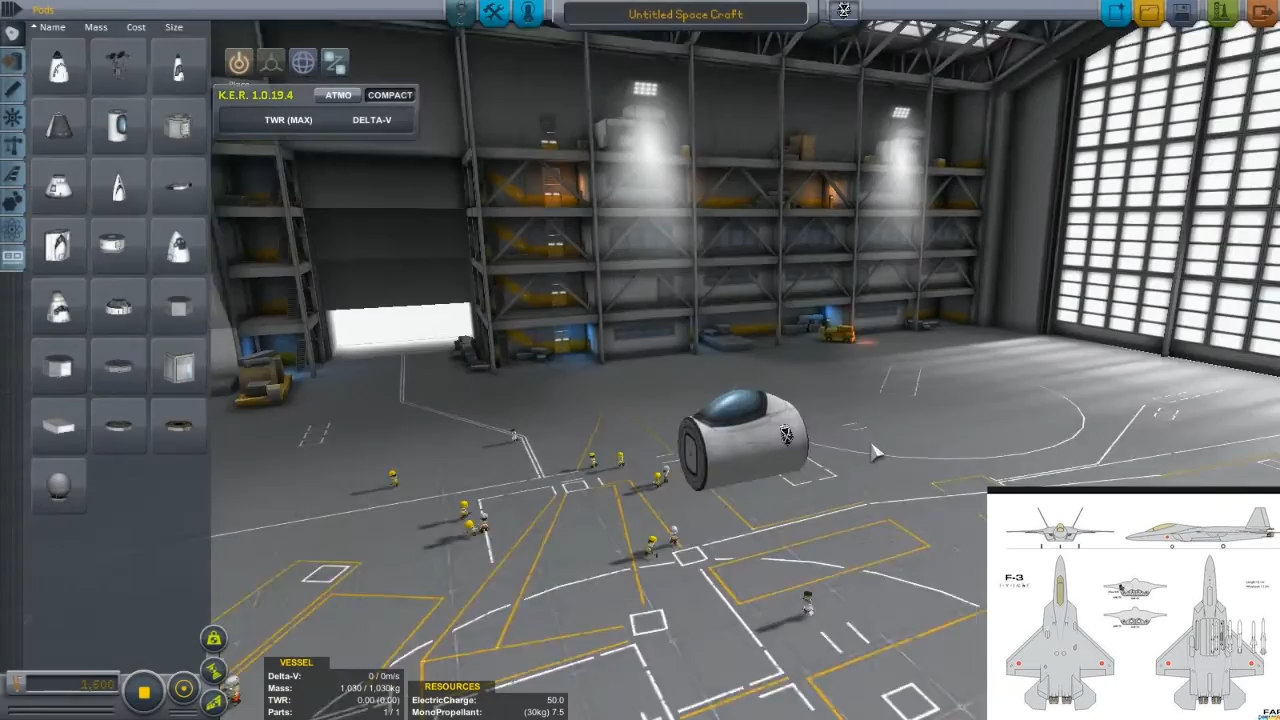 Pods
Untitled Space Craft
Name Mass Cost Size
K.E.R. 1.0.19.4 ATMO COMPACT
TWR (MAX) DELTA-V
F-3
1,600
VESSEL
Delta-V: 0 / 0m/s
Mass: 1,030 / 1,030kg
TWR: 0.00 (0.00)
Parts: 1 / 1
RESOURCES
ElectricCharge: 50.0
MonoPropellant: (30kg) 7.5